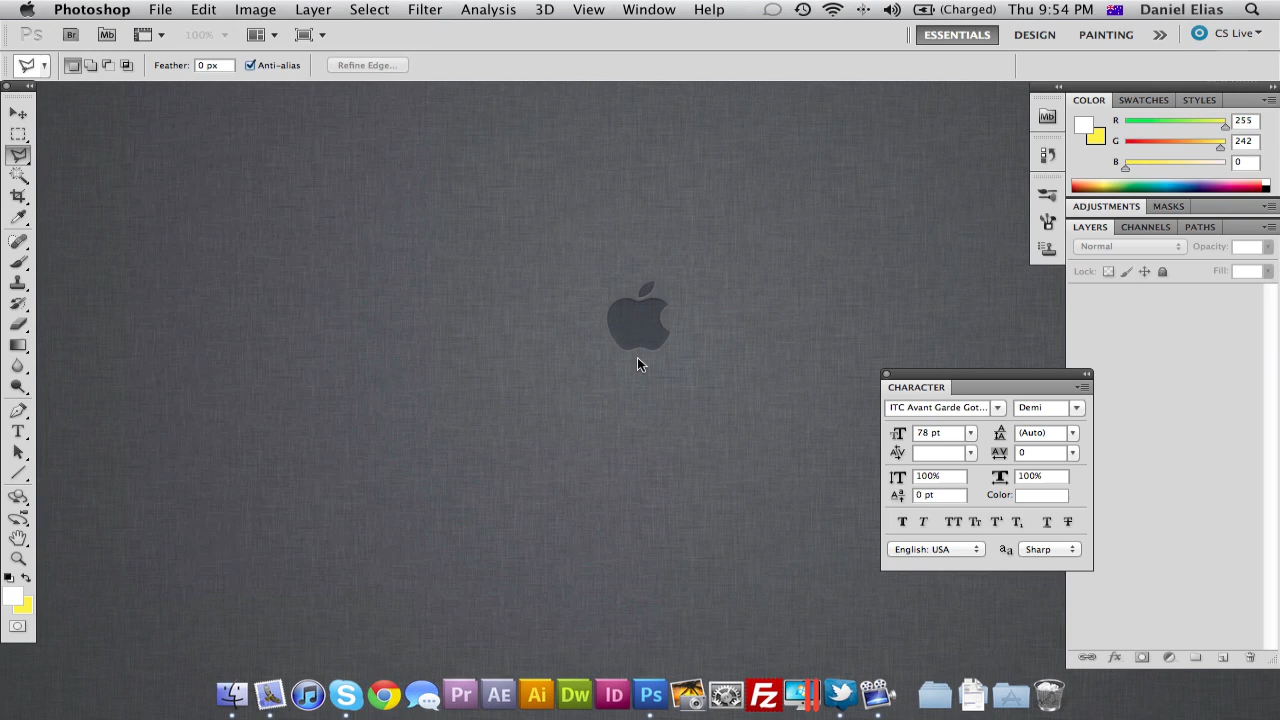 Photoshop File Edit Image Layer Select Filter Analysis 3D View Window Help (Charged) Thu 9:54 PM Daniel Elias
Ps Br Mb 100% ESSENTIALS DESIGN PAINTING CS Live
Feather: 0 px Anti-alias Refine Edge...
COLOR SWATCHES STYLES
R 255
G 242
B 0
Mb
ADJUSTMENTS MASKS
LAYERS CHANNELS PATHS
Normal Opacity:
Lock: Fill:
CHARACTER
ITC Avant Garde Got... Demi
78 pt (Auto)
0
100% 100%
0 pt Color:
T T TT Tr T¹ T₁ T T
English: USA aa Sharp
Pr AE Ai Dw Id Ps Fz